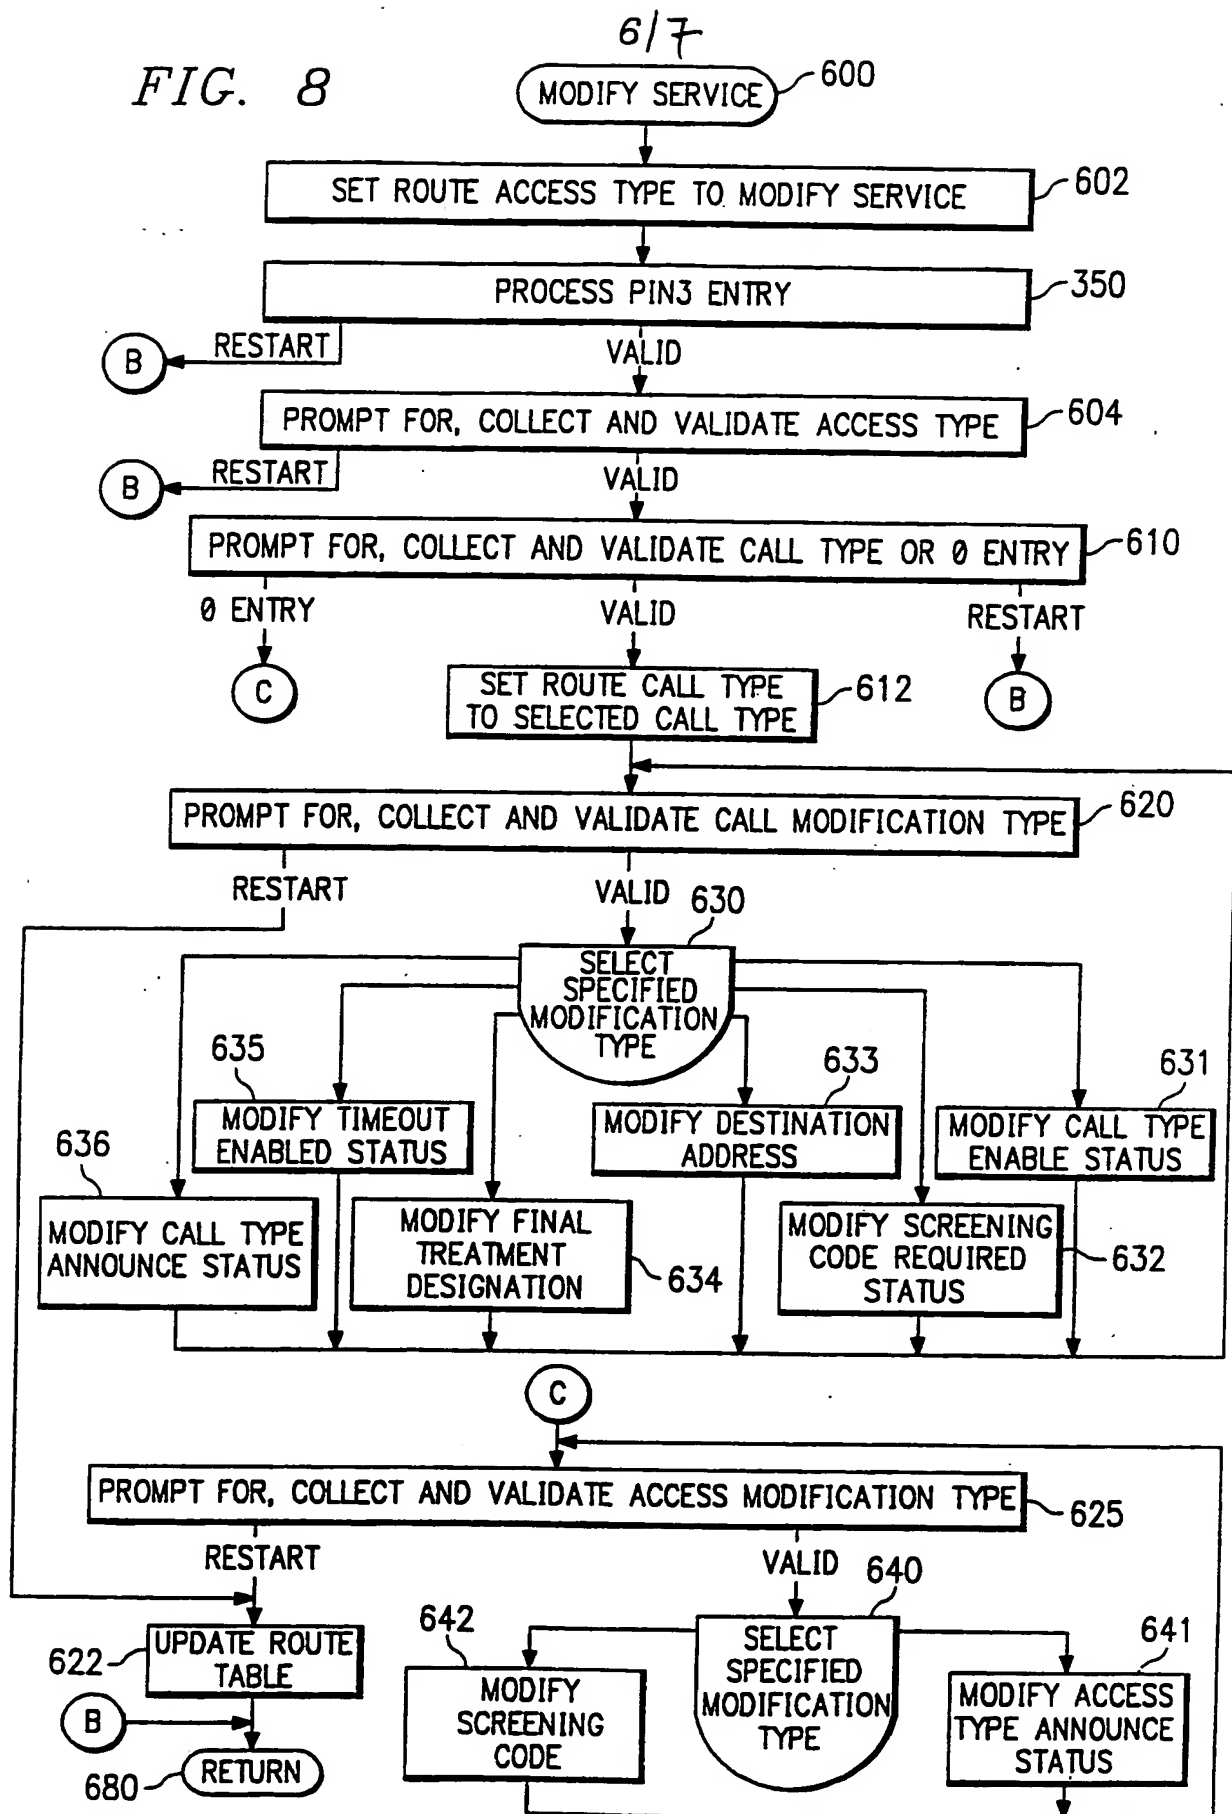 6/7
FIG. 8
MODIFY SERVICE
600
SET ROUTE ACCESS TYPE TO MODIFY SERVICE
602
PROCESS PIN3 ENTRY
350
RESTART
B
VALID
PROMPT FOR, COLLECT AND VALIDATE ACCESS TYPE
604
RESTART
B
VALID
PROMPT FOR, COLLECT AND VALIDATE CALL TYPE OR 0 ENTRY
610
0 ENTRY
VALID
RESTART
C
SET ROUTE CALL TYPE
TO SELECTED CALL TYPE
612
B
PROMPT FOR, COLLECT AND VALIDATE CALL MODIFICATION TYPE
620
RESTART
VALID
630
SELECT
SPECIFIED
MODIFICATION
TYPE
635
MODIFY TIMEOUT
ENABLED STATUS
633
MODIFY DESTINATION
ADDRESS
631
MODIFY CALL TYPE
ENABLE STATUS
636
MODIFY CALL TYPE
ANNOUNCE STATUS
MODIFY FINAL
TREATMENT
DESIGNATION
634
MODIFY SCREENING
CODE REQUIRED
STATUS
632
C
PROMPT FOR, COLLECT AND VALIDATE ACCESS MODIFICATION TYPE
625
RESTART
VALID
640
622
UPDATE ROUTE
TABLE
642
MODIFY
SCREENING
CODE
SELECT
SPECIFIED
MODIFICATION
TYPE
641
MODIFY ACCESS
TYPE ANNOUNCE
STATUS
B
680
RETURN